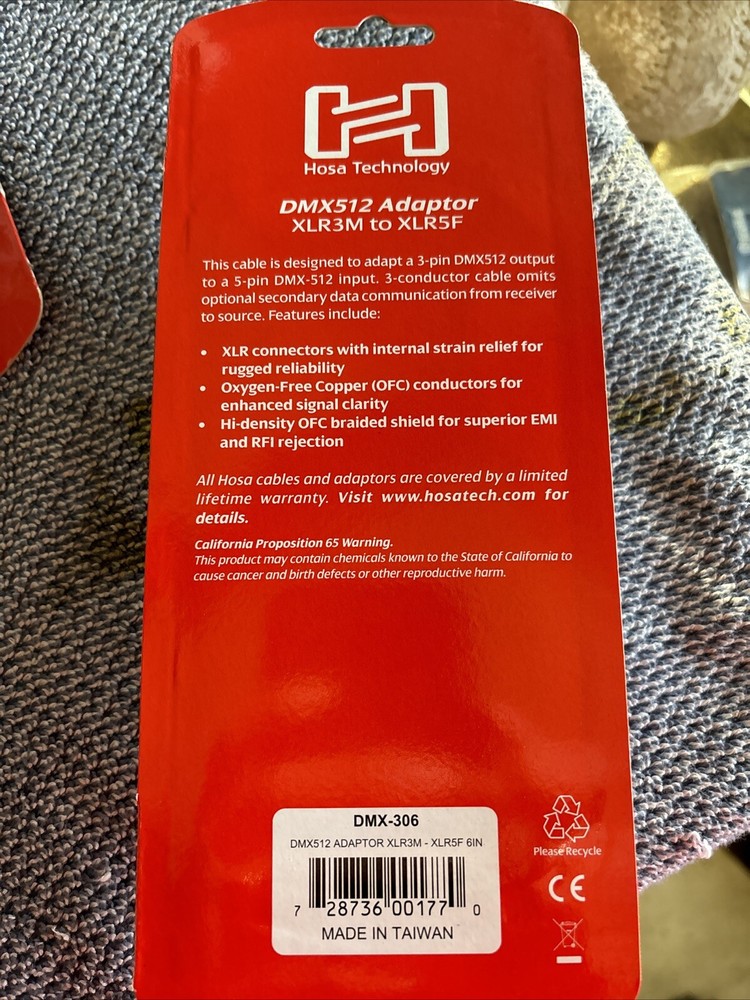 Hosa Technology
DMX512 Adaptor
XLR3M to XLR5F
This cable is designed to adapt a 3-pin DMX512 output
to a 5-pin DMX-512 input. 3-conductor cable omits
optional secondary data communication from receiver
to source. Features include:
• XLR connectors with internal strain relief for
rugged reliability
• Oxygen-Free Copper (OFC) conductors for
enhanced signal clarity
• Hi-density OFC braided shield for superior EMI
and RFI rejection
All Hosa cables and adaptors are covered by a limited
lifetime warranty. Visit www.hosatech.com for
details.
California Proposition 65 Warning.
This product may contain chemicals known to the State of California to
cause cancer and birth defects or other reproductive harm.
DMX-306
DMX512 ADAPTOR XLR3M - XLR5F 6IN
7 28736 00177 0
MADE IN TAIWAN
Please Recycle
CE